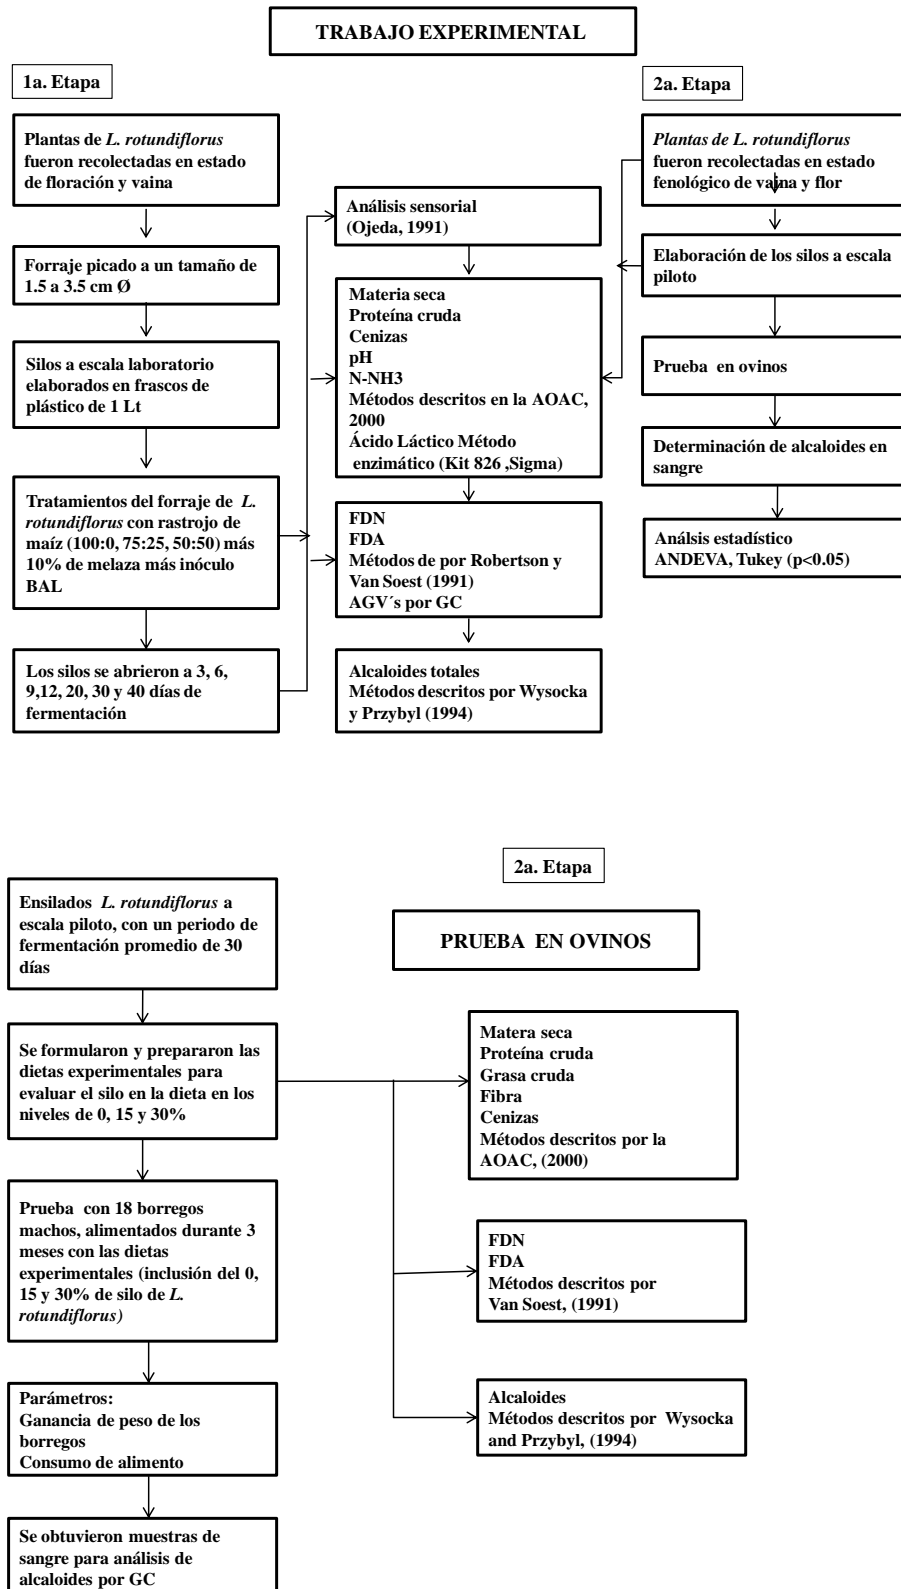 TRABAJO EXPERIMENTAL
1a. Etapa
Plantas de L. rotundiflorus
fueron recolectadas en estado
de floración y vaina
Forraje picado a un tamaño de
1.5 a 3.5 cm Ø
Silos a escala laboratorio
elaborados en frascos de
plástico de 1 Lt
Tratamientos del forraje de L.
rotundiflorus con rastrojo de
maíz (100:0, 75:25, 50:50) más
10% de melaza más inóculo
BAL
Los silos se abrieron a 3, 6,
9,12, 20, 30 y 40 días de
fermentación
Análisis sensorial
(Ojeda, 1991)
Materia seca
Proteína cruda
Cenizas
pH
N-NH3
Métodos descritos en la AOAC,
2000
Ácido Láctico Método
enzimático (Kit 826 ,Sigma)
FDN
FDA
Métodos de por Robertson y
Van Soest (1991)
AGV´s por GC
Alcaloides totales
Métodos descritos por Wysocka
y Przybyl (1994)
2a. Etapa
Plantas de L. rotundiflorus
fueron recolectadas en estado
fenológico de vaina y flor
Elaboración de los silos a escala
piloto
Prueba en ovinos
Determinación de alcaloides en
sangre
Análsis estadístico
ANDEVA, Tukey (p<0.05)
2a. Etapa
PRUEBA EN OVINOS
Ensilados L. rotundiflorus a
escala piloto, con un periodo de
fermentación promedio de 30
días
Se formularon y prepararon las
dietas experimentales para
evaluar el silo en la dieta en los
niveles de 0, 15 y 30%
Prueba con 18 borregos
machos, alimentados durante 3
meses con las dietas
experimentales (inclusión del 0,
15 y 30% de silo de L.
rotundiflorus)
Parámetros:
Ganancia de peso de los
borregos
Consumo de alimento
Se obtuvieron muestras de
sangre para análisis de
alcaloides por GC
Matera seca
Proteína cruda
Grasa cruda
Fibra
Cenizas
Métodos descritos por la
AOAC, (2000)
FDN
FDA
Métodos descritos por
Van Soest, (1991)
Alcaloides
Métodos descritos por Wysocka
and Przybyl, (1994)